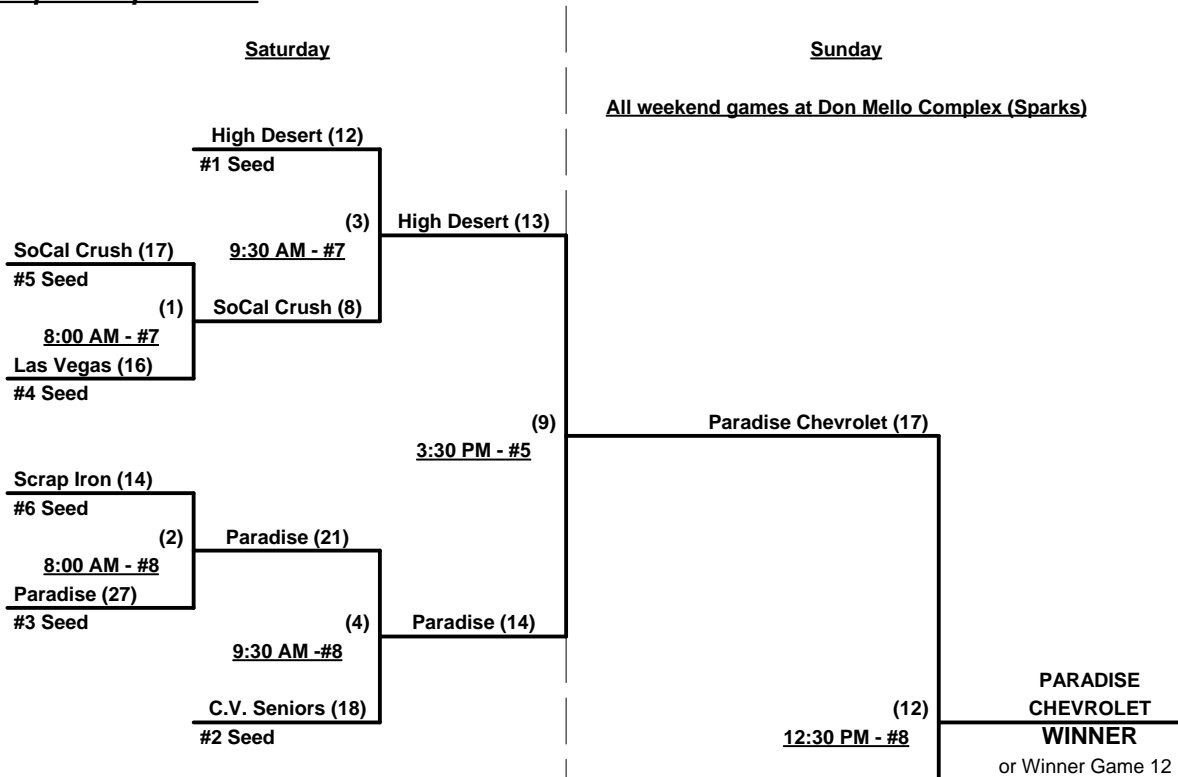 Saturday
Sunday
All weekend games at Don Mello Complex (Sparks)
High Desert (12)
#1 Seed
(3)
High Desert (13)
SoCal Crush (17)
9:30 AM - #7
#5 Seed
(1)
SoCal Crush (8)
8:00 AM - #7
Las Vegas (16)
#4 Seed
(9)
Paradise Chevrolet (17)
3:30 PM - #5
Scrap Iron (14)
#6 Seed
(2)
Paradise (21)
8:00 AM - #8
Paradise (27)
#3 Seed
(4)
Paradise (14)
9:30 AM -#8
C.V. Seniors (18)
#2 Seed
(12)
12:30 PM - #8
PARADISE
CHEVROLET
WINNER
or Winner Game 12